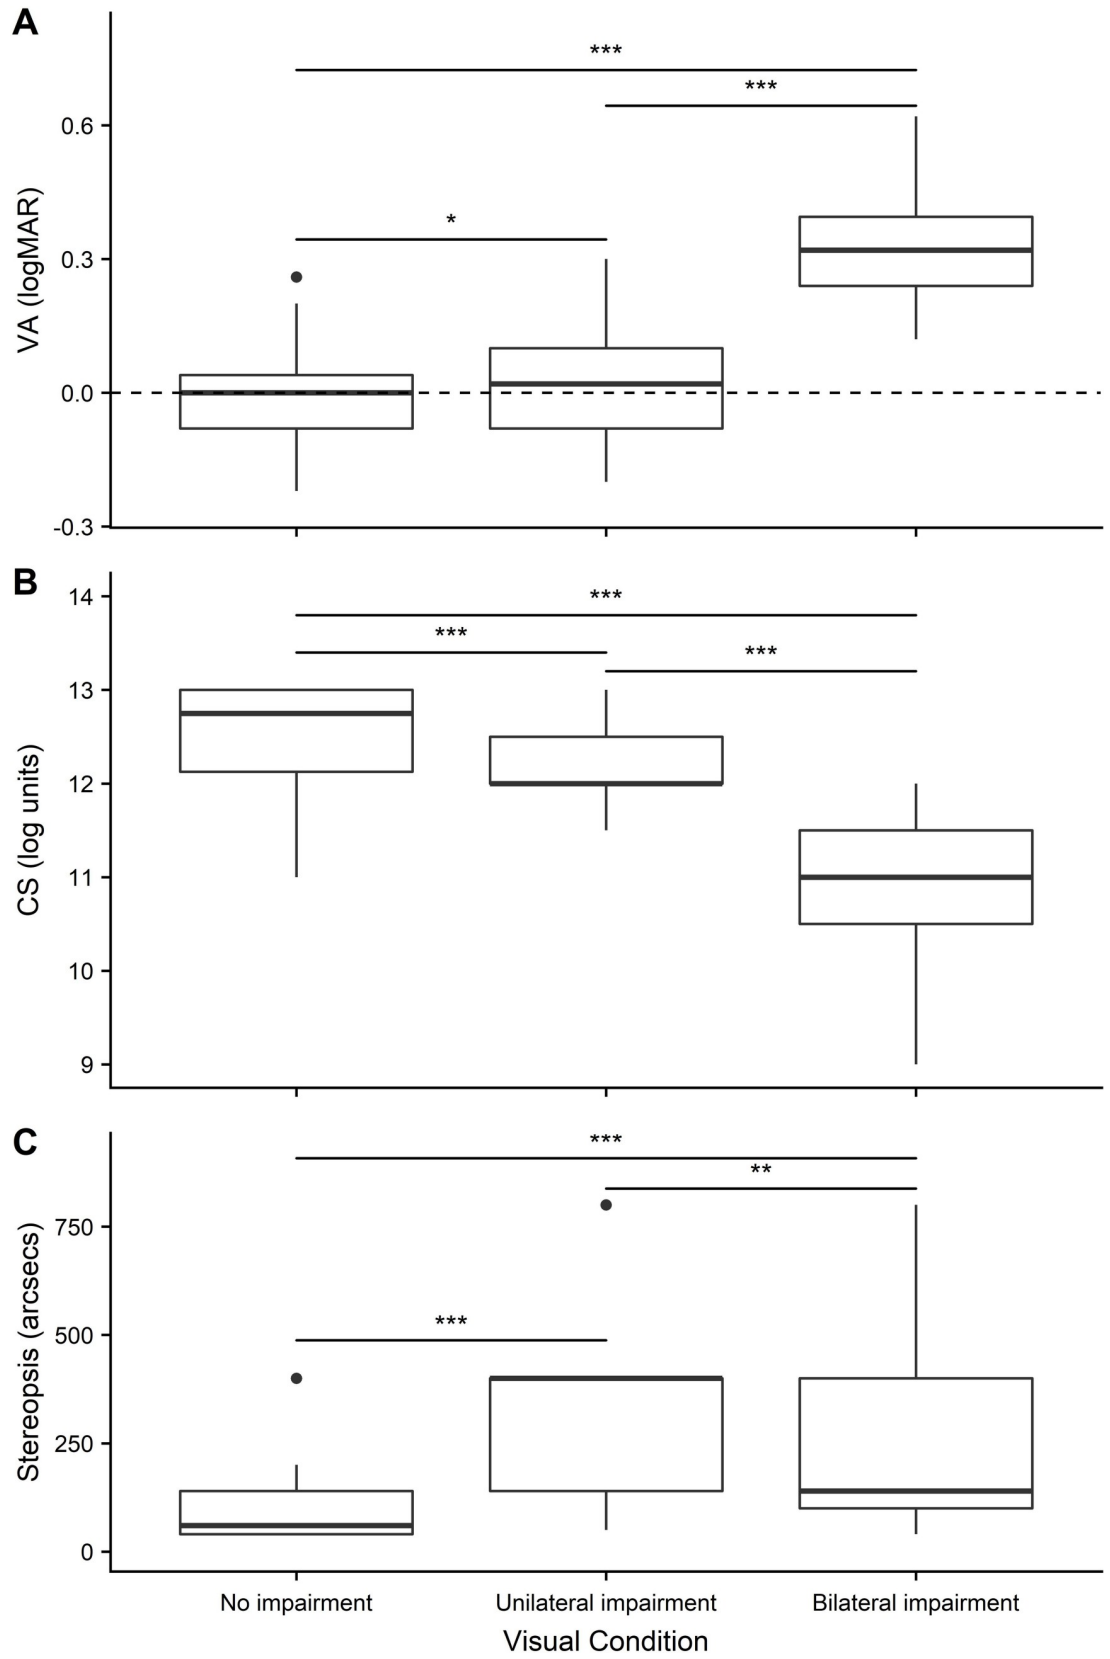 A
***
***
0.6
*
0.3
0.0
-0.3
VA (logMAR)
B
14
***
***
***
13
12
11
10
9
CS (log units)
C
***
**
750
***
500
250
0
Stereopsis (arcsecs)
No impairment Unilateral impairment Bilateral impairment
Visual Condition